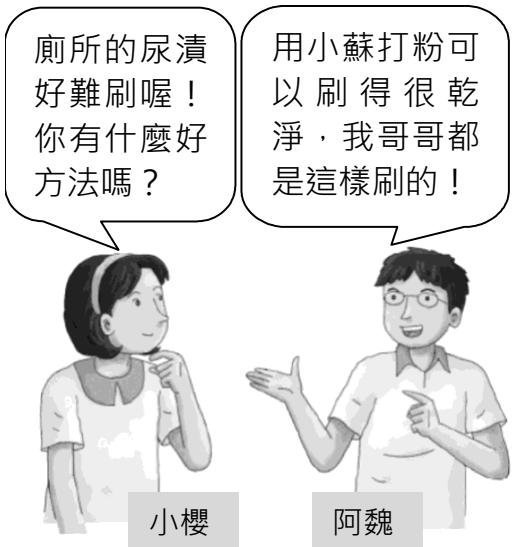 廁所的尿漬
好難刷喔！
你有什麼好
方法嗎？
用小蘇打粉可
以刷得很乾
淨，我哥哥都
是這樣刷的！
小櫻
阿魏